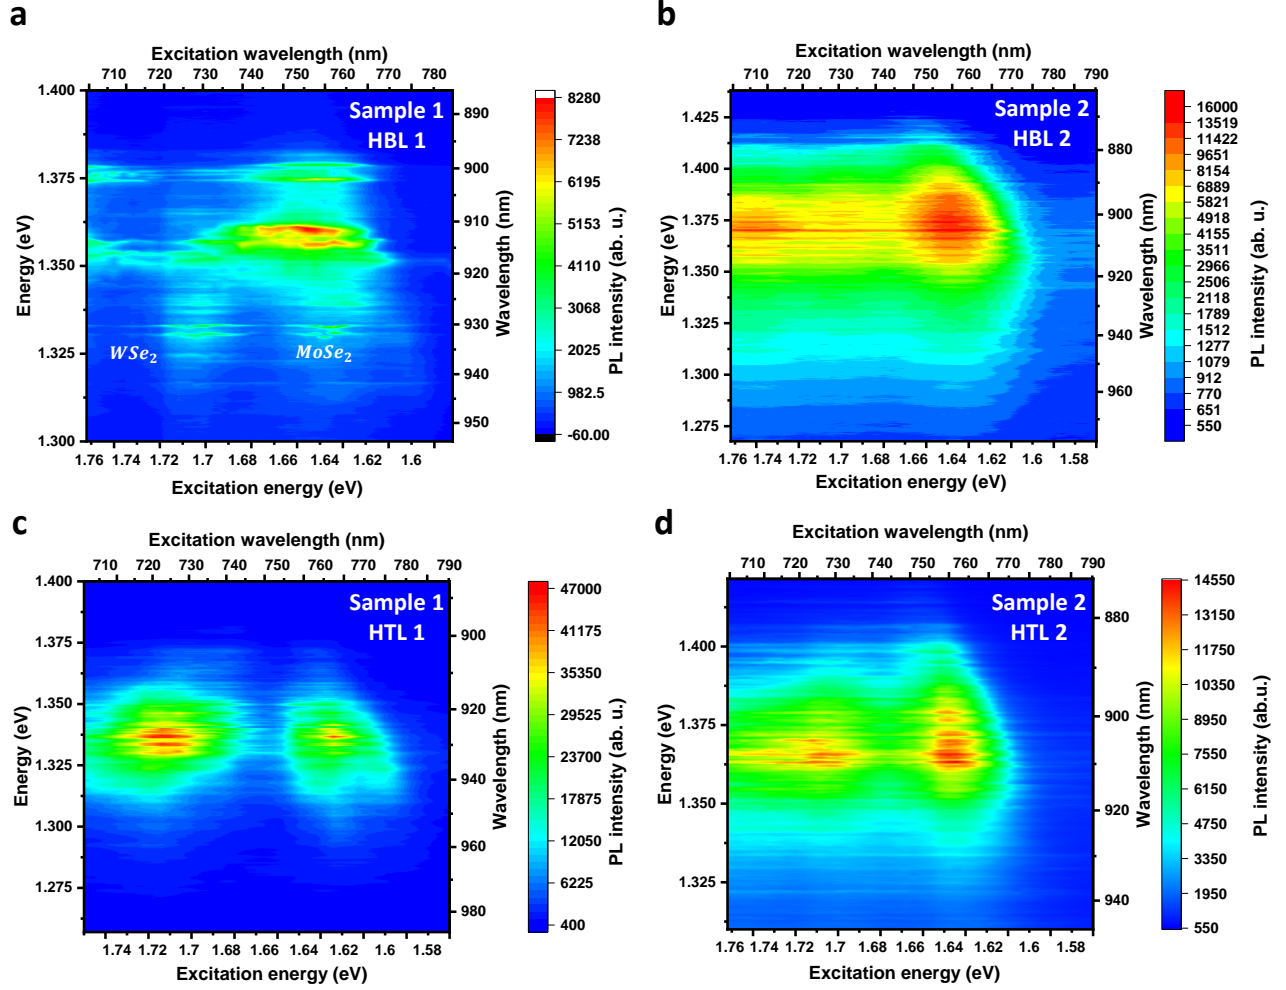 a
Excitation wavelength (nm)
710 720 730 740 750 760 770 780
Sample 1
HBL 1
WSe2
MoSe2
1.400
1.375
1.350
1.325
1.300
Energy (eV)
890
900
910
920
930
940
950
Wavelength (nm)
1.76 1.74 1.72 1.7 1.68 1.66 1.64 1.62 1.6
Excitation energy (eV)
8280
7238
6195
5153
4110
3068
2025
982.5
-60.00
PL intensity (ab. u.)
b
Excitation wavelength (nm)
710 720 730 740 750 760 770 780 790
Sample 2
HBL 2
1.425
1.400
1.375
1.350
1.325
1.300
1.275
Energy (eV)
880
900
920
940
960
Wavelength (nm)
1.76 1.74 1.72 1.7 1.68 1.66 1.64 1.62 1.6 1.58
Excitation energy (eV)
16000
13519
11422
9651
8154
6889
5821
4918
4155
3511
2966
2506
2118
1789
1512
1277
1079
912
770
651
550
PL intensity (ab. u.)
c
Excitation wavelength (nm)
710 720 730 740 750 760 770 780 790
Sample 1
HTL 1
1.400
1.375
1.350
1.325
1.300
1.275
Energy (eV)
900
920
940
960
980
Wavelength (nm)
1.74 1.72 1.7 1.68 1.66 1.64 1.62 1.6 1.58
Excitation energy (eV)
47000
41175
35350
29525
23700
17875
12050
6225
400
PL intensity (ab. u.)
d
Excitation wavelength (nm)
710 720 730 740 750 760 770 780 790
Sample 2
HTL 2
1.400
1.375
1.350
1.325
Energy (eV)
880
900
920
940
Wavelength (nm)
1.76 1.74 1.72 1.7 1.68 1.66 1.64 1.62 1.6 1.58
Excitation energy (eV)
14550
13150
11750
10350
8950
7550
6150
4750
3350
1950
550
PL intensity (ab.u.)